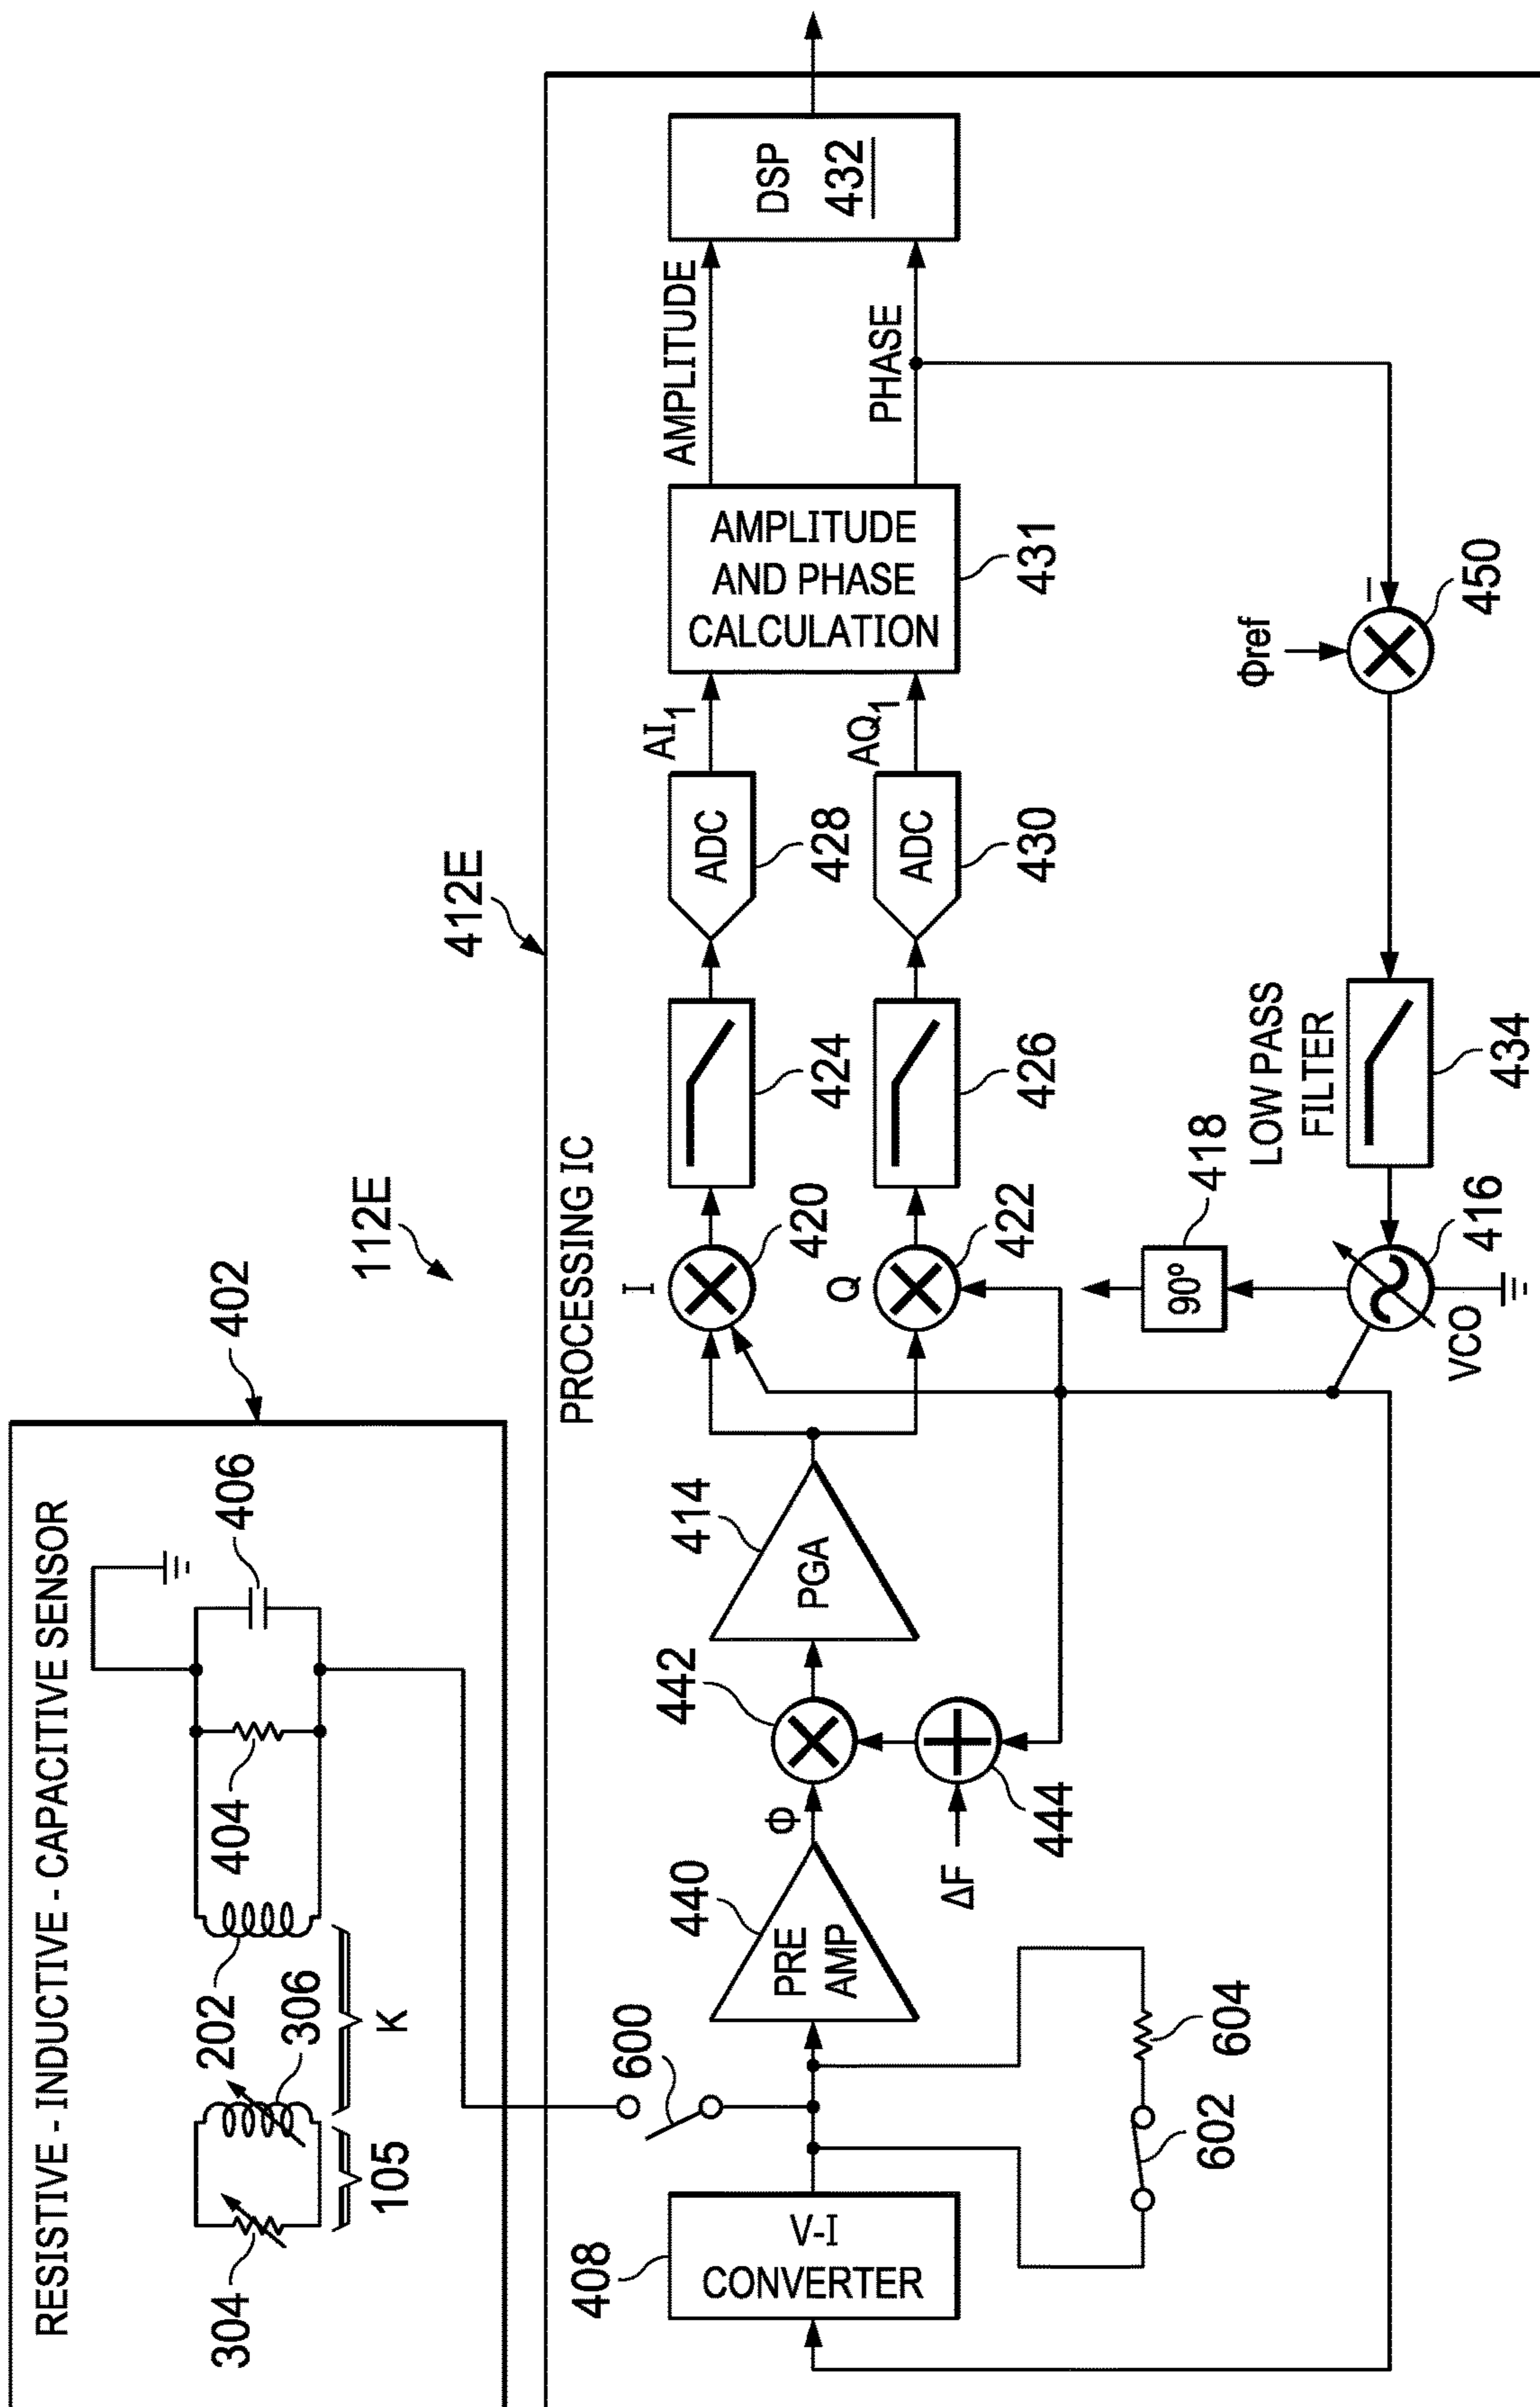 RESISTIVE - INDUCTIVE - CAPACITIVE SENSOR
402
304
105
306
202
K
404
406
112E
412E
PROCESSING IC
408
V-I
CONVERTER
600
602
604
440
PRE
AMP
Φ
442
ΔF
444
414
PGA
I
420
Q
422
424
426
ADC
428
ADC
430
AI1
AQ1
AMPLITUDE
AND PHASE
CALCULATION
431
AMPLITUDE
PHASE
DSP
432
Φref
–
450
LOW PASS
FILTER
434
418
90º
416
VCO